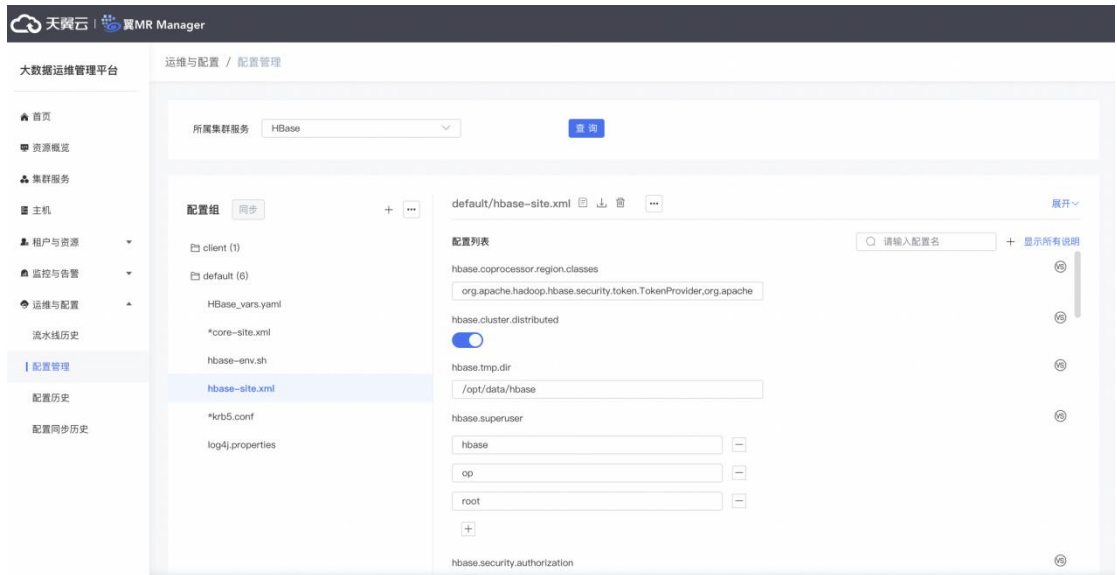 天翼云 | 翼MR Manager
大数据运维管理平台
首页
资源概览
集群服务
主机
租户与资源
监控与告警
运维与配置
流水线历史
配置管理
配置历史
配置同步历史
运维与配置 / 配置管理
所属集群服务 HBase 查询
配置组 同步 + ...
client (1)
default (6)
HBase_vars.yaml
*core-site.xml
hbase-env.sh
hbase-site.xml
*krb5.conf
log4j.properties
default/hbase-site.xml ... 展开
配置列表 请输入配置名 + 显示所有说明
hbase.coprocessor.region.classes VS
org.apache.hadoop.hbase.security.token.TokenProvider,org.apache
hbase.cluster.distributed VS
hbase.tmp.dir VS
/opt/data/hbase
hbase.superuser VS
hbase
op
root
+
hbase.security.authorization VS